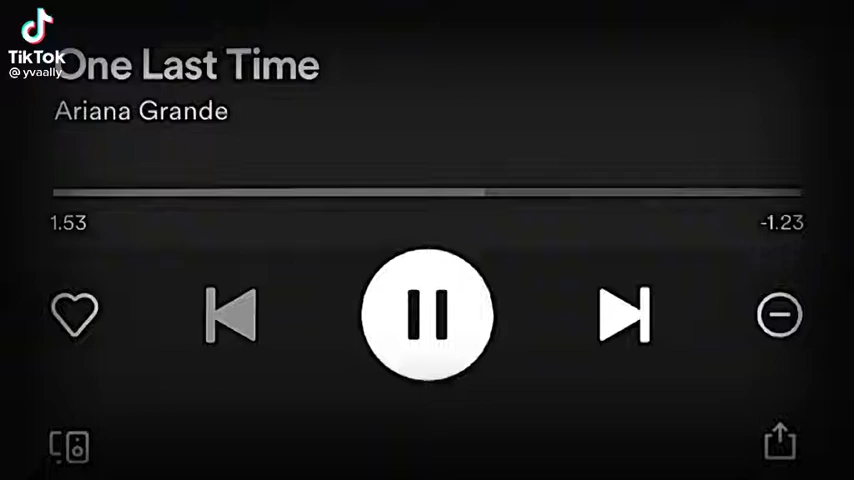 TikTok
@yvaally
One Last Time
Ariana Grande
1.53
-1.23